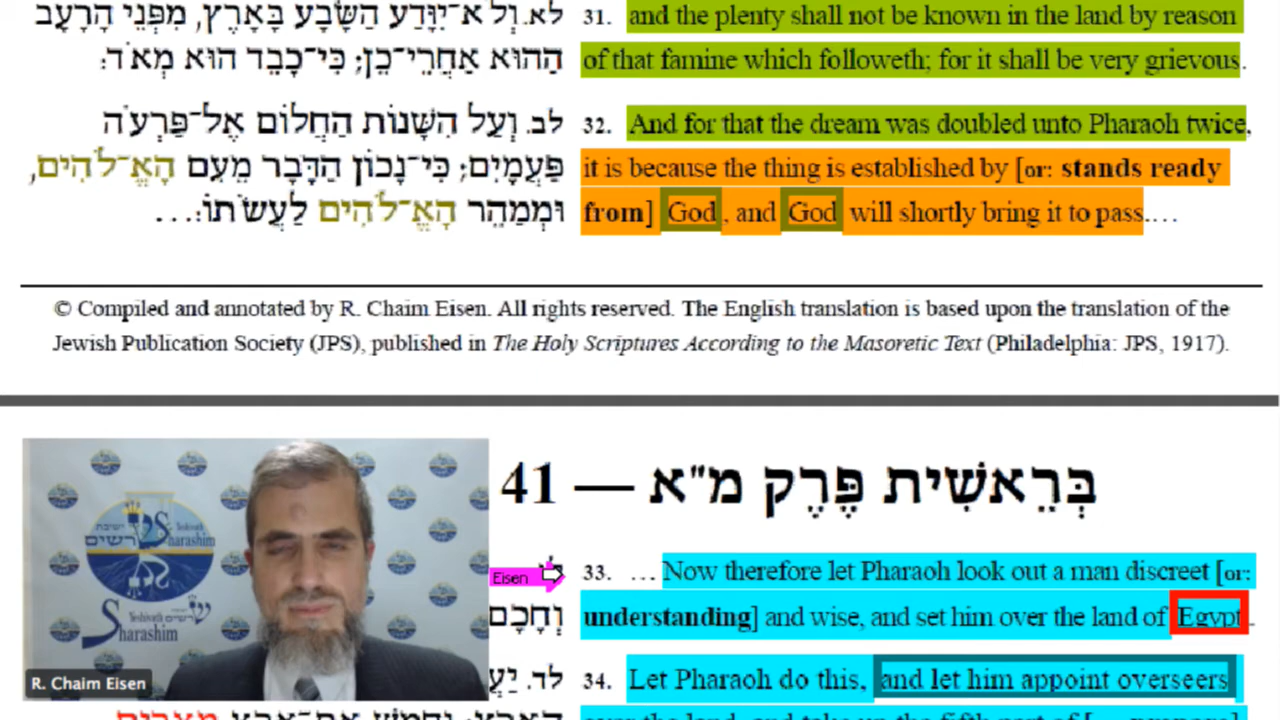 לא. וְלֹא־יִוָּדַע הַשָּׂבָע בָּאָרֶץ, מִפְּנֵי הָרָעָב
הַהוּא אַחֲרֵי־כֵן; כִּי־כָבֵד הוּא מְאֹד:
31. and the plenty shall not be known in the land by reason
of that famine which followeth; for it shall be very grievous.
לב. וְעַל הִשָּׁנוֹת הַחֲלוֹם אֶל־פַּרְעֹה
פַּעֲמָיִם; כִּי־נָכוֹן הַדָּבָר מֵעִם הָאֱ־לֹהִים,
וּמְמַהֵר הָאֱ־לֹהִים לַעֲשֹׂתוֹ:...
32. And for that the dream was doubled unto Pharaoh twice,
it is because the thing is established by [or: stands ready
from] God, and God will shortly bring it to pass....
© Compiled and annotated by R. Chaim Eisen. All rights reserved. The English translation is based upon the translation of the
Jewish Publication Society (JPS), published in The Holy Scriptures According to the Masoretic Text (Philadelphia: JPS, 1917).
בְּרֵאשִׁית פֶּרֶק מ"א — 41
ישיבת שרשים
Yeshivath Sharashim
Yeshivath
Sharashim
R. Chaim Eisen
Eisen
וְחָכָם
33. ... Now therefore let Pharaoh look out a man discreet [or:
understanding] and wise, and set him over the land of Egypt.
לד.
34. Let Pharaoh do this, and let him appoint overseers